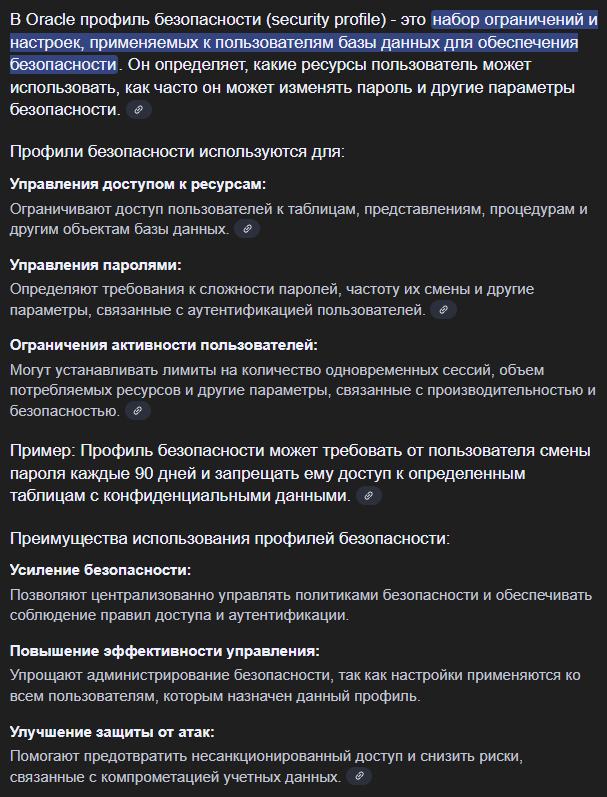 В Oracle профиль безопасности (security profile) - это набор ограничений и
настроек, применяемых к пользователям базы данных для обеспечения
безопасности. Он определяет, какие ресурсы пользователь может
использовать, как часто он может изменять пароль и другие параметры
безопасности.
Профили безопасности используются для:
Управления доступом к ресурсам:
Ограничивают доступ пользователей к таблицам, представлениям, процедурам и
другим объектам базы данных.
Управления паролями:
Определяют требования к сложности паролей, частоту их смены и другие
параметры, связанные с аутентификацией пользователей.
Ограничения активности пользователей:
Могут устанавливать лимиты на количество одновременных сессий, объем
потребляемых ресурсов и другие параметры, связанные с производительностью и
безопасностью.
Пример: Профиль безопасности может требовать от пользователя смены
пароля каждые 90 дней и запрещать ему доступ к определенным
таблицам с конфиденциальными данными.
Преимущества использования профилей безопасности:
Усиление безопасности:
Позволяют централизованно управлять политиками безопасности и обеспечивать
соблюдение правил доступа и аутентификации.
Повышение эффективности управления:
Упрощают администрирование безопасности, так как настройки применяются ко
всем пользователям, которым назначен данный профиль.
Улучшение защиты от атак:
Помогают предотвратить несанкционированный доступ и снизить риски,
связанные с компрометацией учетных данных.